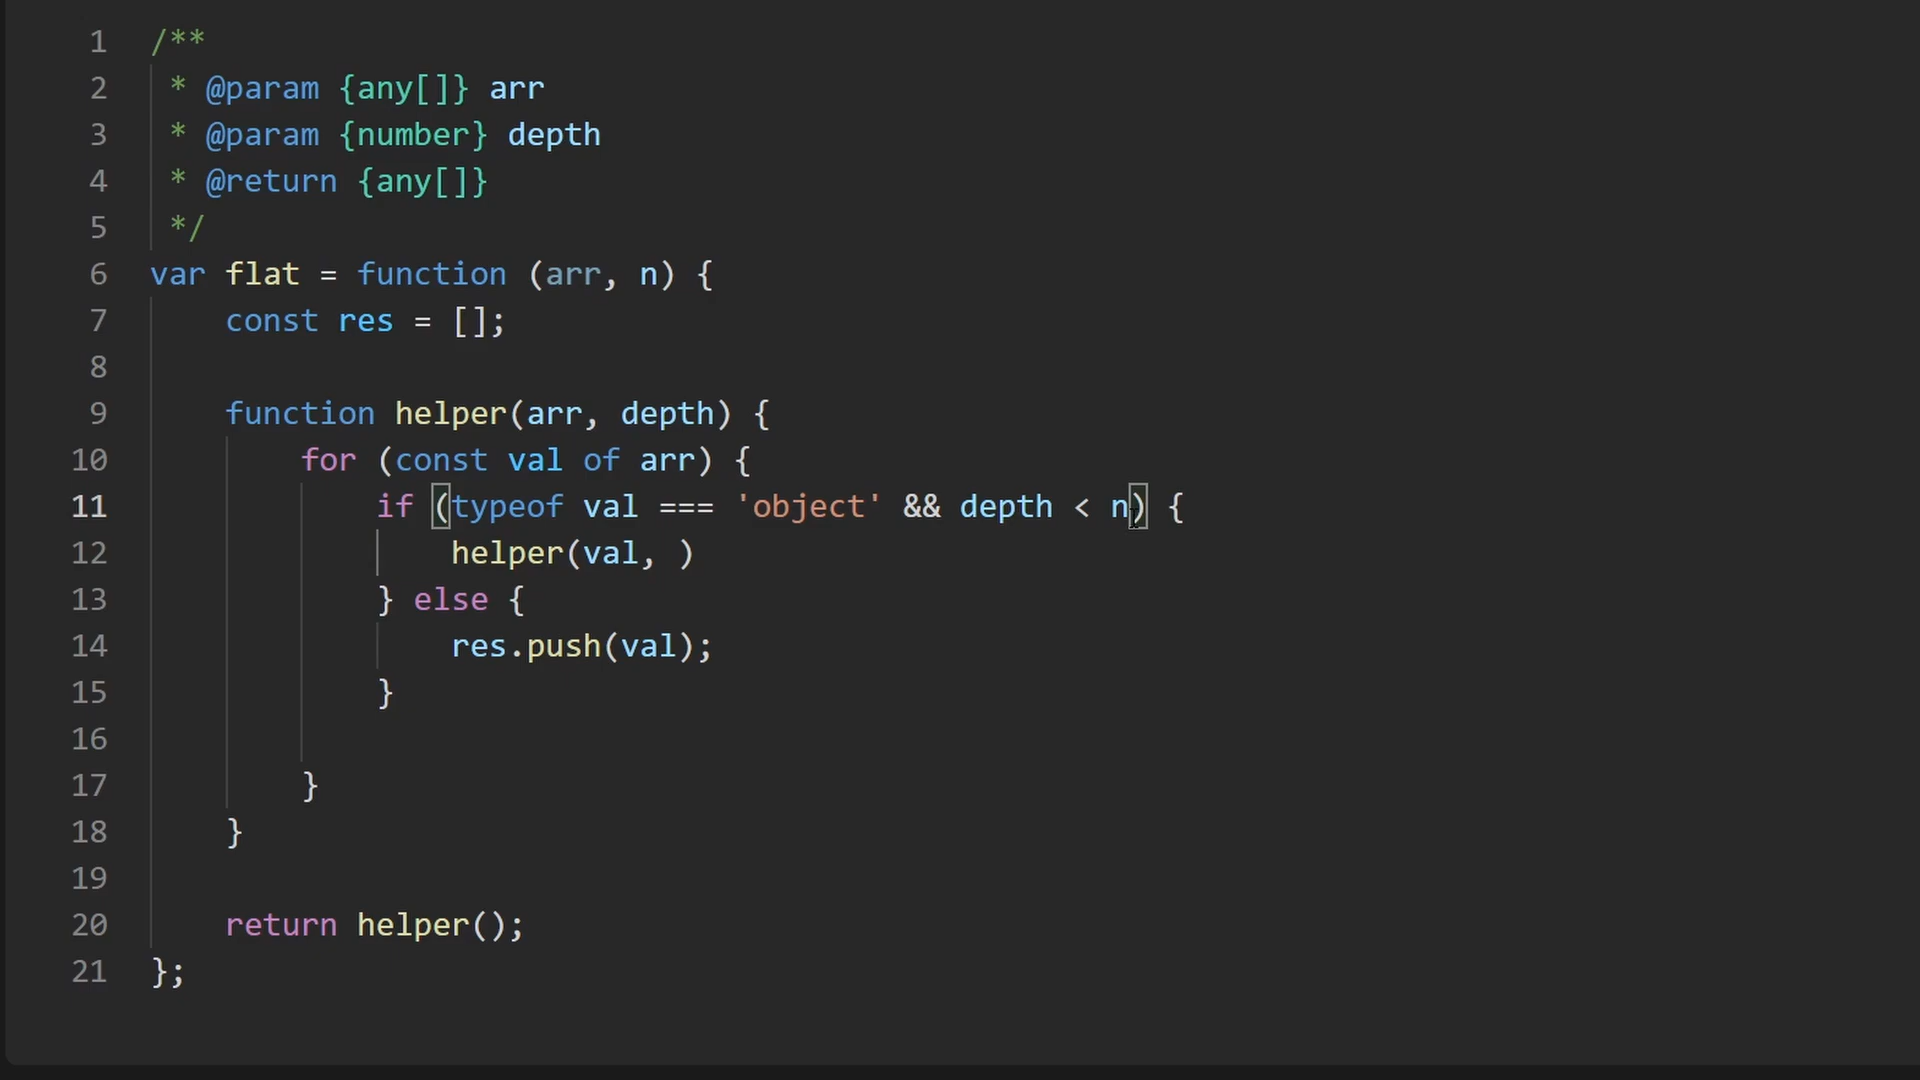 1 /**
2  * @param {any[]} arr
3  * @param {number} depth
4  * @return {any[]}
5  */
6 var flat = function (arr, n) {
7     const res = [];
8
9     function helper(arr, depth) {
10         for (const val of arr) {
11             if (typeof val === 'object' && depth < n) {
12                 helper(val, )
13             } else {
14                 res.push(val);
15             }
16
17         }
18     }
19
20     return helper();
21 };